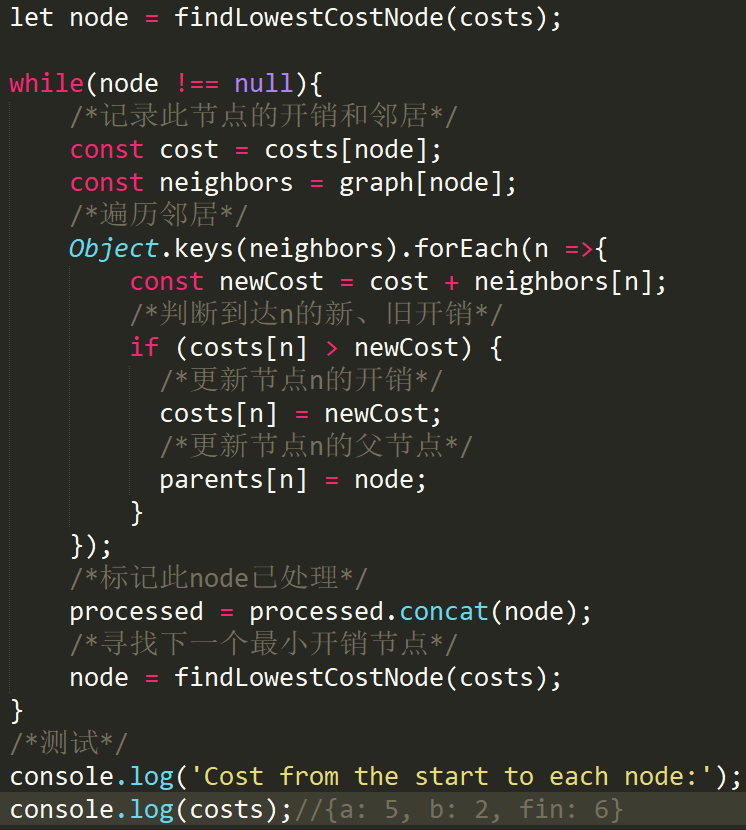 let node = findLowestCostNode(costs);
while(node !== null){
/*记录此节点的开销和邻居*/
const cost = costs[node];
const neighbors = graph[node];
/*遍历邻居*/
Object.keys(neighbors).forEach(n =>{
const newCost = cost + neighbors[n];
/*判断到达n的新、旧开销*/
if (costs[n] > newCost) {
/*更新节点n的开销*/
costs[n] = newCost;
/*更新节点n的父节点*/
parents[n] = node;
}
});
/*标记此node已处理*/
processed = processed.concat(node);
/*寻找下一个最小开销节点*/
node = findLowestCostNode(costs);
}
/*测试*/
console.log('Cost from the start to each node:');
console.log(costs);//{a: 5, b: 2, fin: 6}